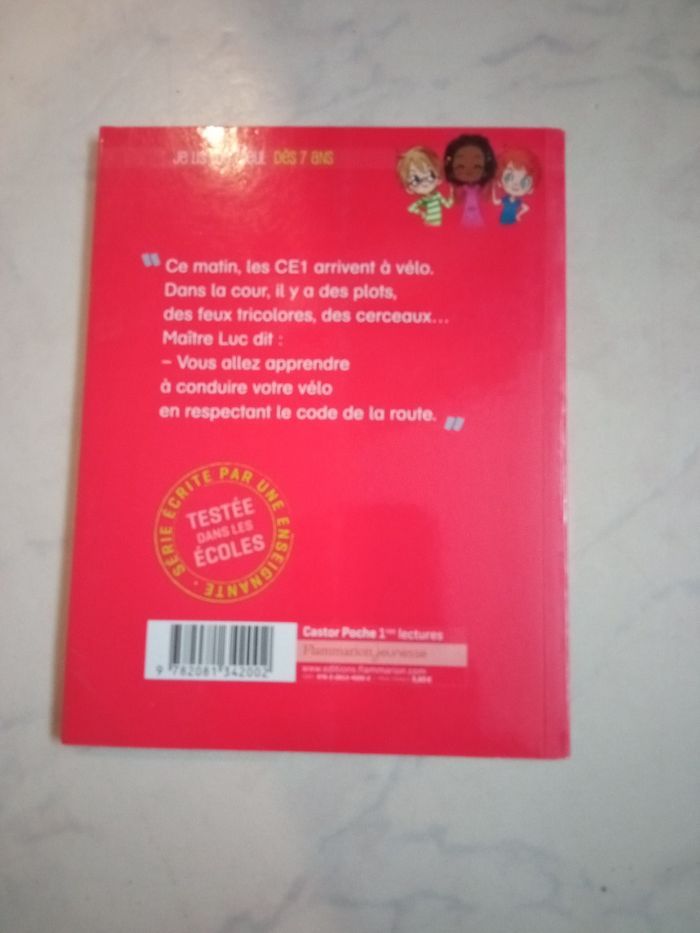 Je lis tout seul DÈS 7 ANS
“ Ce matin, les CE1 arrivent à vélo.
Dans la cour, il y a des plots,
des feux tricolores, des cerceaux...
Maître Luc dit :
– Vous allez apprendre
à conduire votre vélo
en respectant le code de la route. ”
SÉRIE ÉCRITE PAR UNE ENSEIGNANTE •
TESTÉE
DANS LES
ÉCOLES
Castor Poche 1ères lectures
Flammarion jeunesse
www.editions.flammarion.com
9 782081 342002